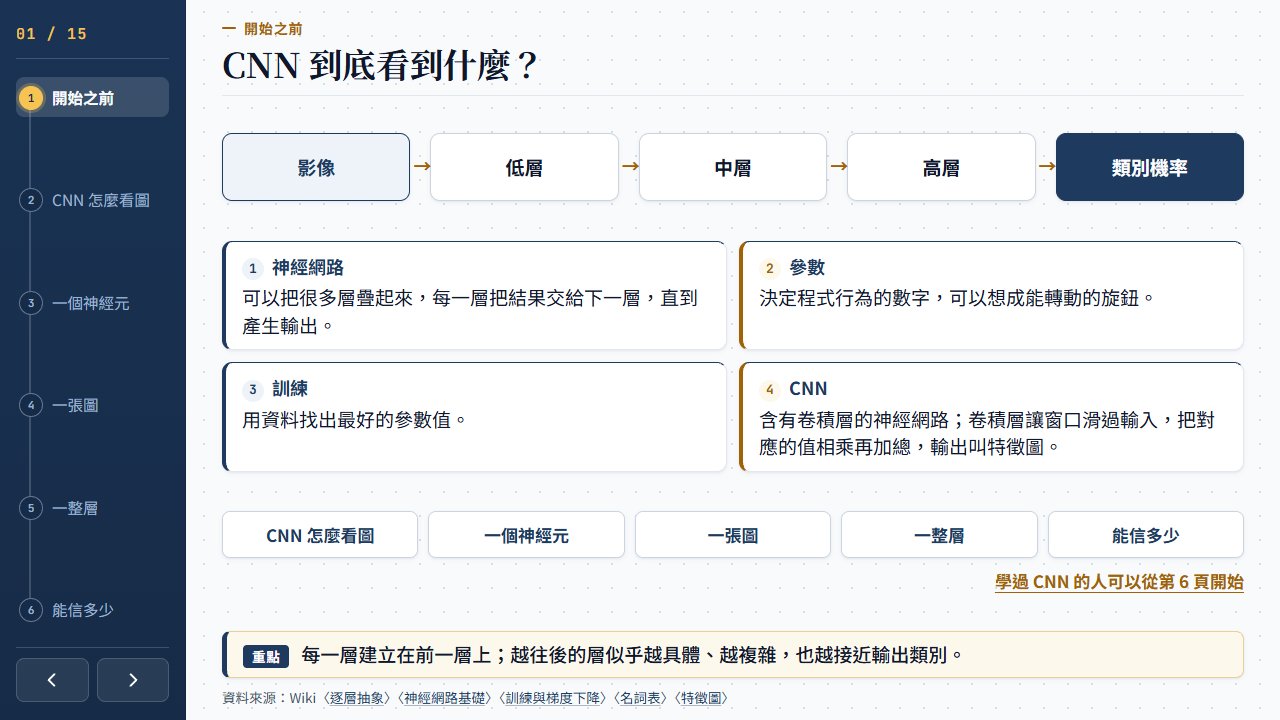 01 / 15
1 開始之前
2 CNN 怎麼看圖
3 一個神經元
4 一張圖
5 一整層
6 能信多少
開始之前
CNN 到底看到什麼？
影像 → 低層 → 中層 → 高層 → 類別機率
1 神經網路
可以把很多層疊起來，每一層把結果交給下一層，直到
產生輸出。
2 參數
決定程式行為的數字，可以想成能轉動的旋鈕。
3 訓練
用資料找出最好的參數值。
4 CNN
含有卷積層的神經網路；卷積層讓窗口滑過輸入，把對
應的值相乘再加總，輸出叫特徵圖。
CNN 怎麼看圖 一個神經元 一張圖 一整層 能信多少
學過 CNN 的人可以從第 6 頁開始
重點 每一層建立在前一層上；越往後的層似乎越具體、越複雜，也越接近輸出類別。
資料來源：Wiki〈逐層抽象〉〈神經網路基礎〉〈訓練與梯度下降〉〈名詞表〉〈特徵圖〉